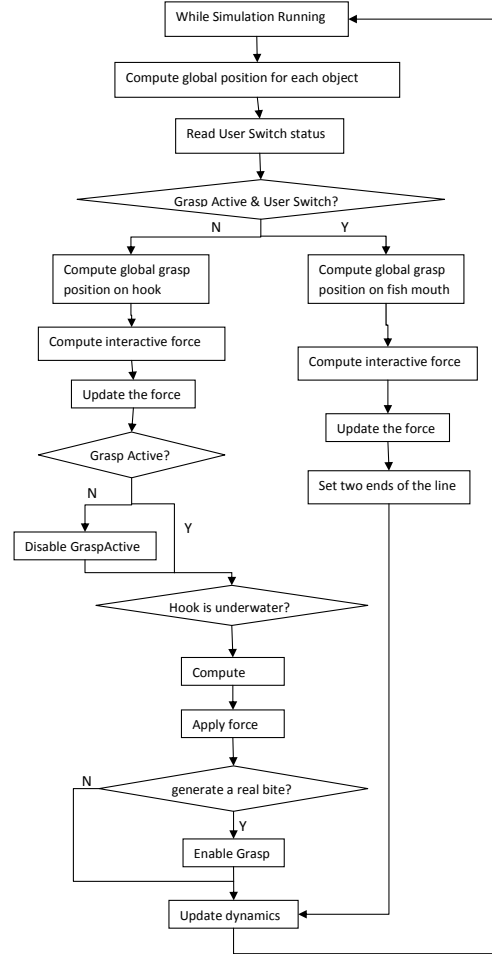 While Simulation Running
Compute global position for each object
Read User Switch status
Grasp Active & User Switch?
N
Y
Compute global grasp
position on hook
Compute global grasp
position on fish mouth
Compute interactive force
Compute interactive force
Update the force
Update the force
Grasp Active?
Set two ends of the line
N
Y
Disable GraspActive
Hook is underwater?
Compute
Apply force
N
generate a real bite?
Y
Enable Grasp
Update dynamics